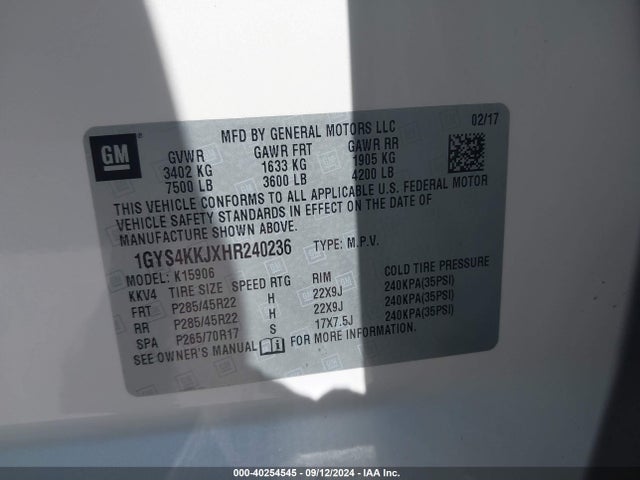 GM
MFD BY GENERAL MOTORS LLC
02/17
GVWR GAWR FRT GAWR RR
3402 KG 1633 KG 1905 KG
7500 LB 3600 LB 4200 LB
THIS VEHICLE CONFORMS TO ALL APPLICABLE U.S. FEDERAL MOTOR
VEHICLE SAFETY STANDARDS IN EFFECT ON THE DATE OF
MANUFACTURE SHOWN ABOVE.
1GYS4KKJXHR240236 TYPE: M.P.V.
MODEL: K15906
KKV4 TIRE SIZE SPEED RTG RIM COLD TIRE PRESSURE
FRT P285/45R22 H 22X9J 240KPA(35PSI)
RR P285/45R22 H 22X9J 240KPA(35PSI)
SPA P265/70R17 S 17X7.5J 240KPA(35PSI)
SEE OWNER'S MANUAL FOR MORE INFORMATION.
000-40254545 - 09/12/2024 - IAA Inc.